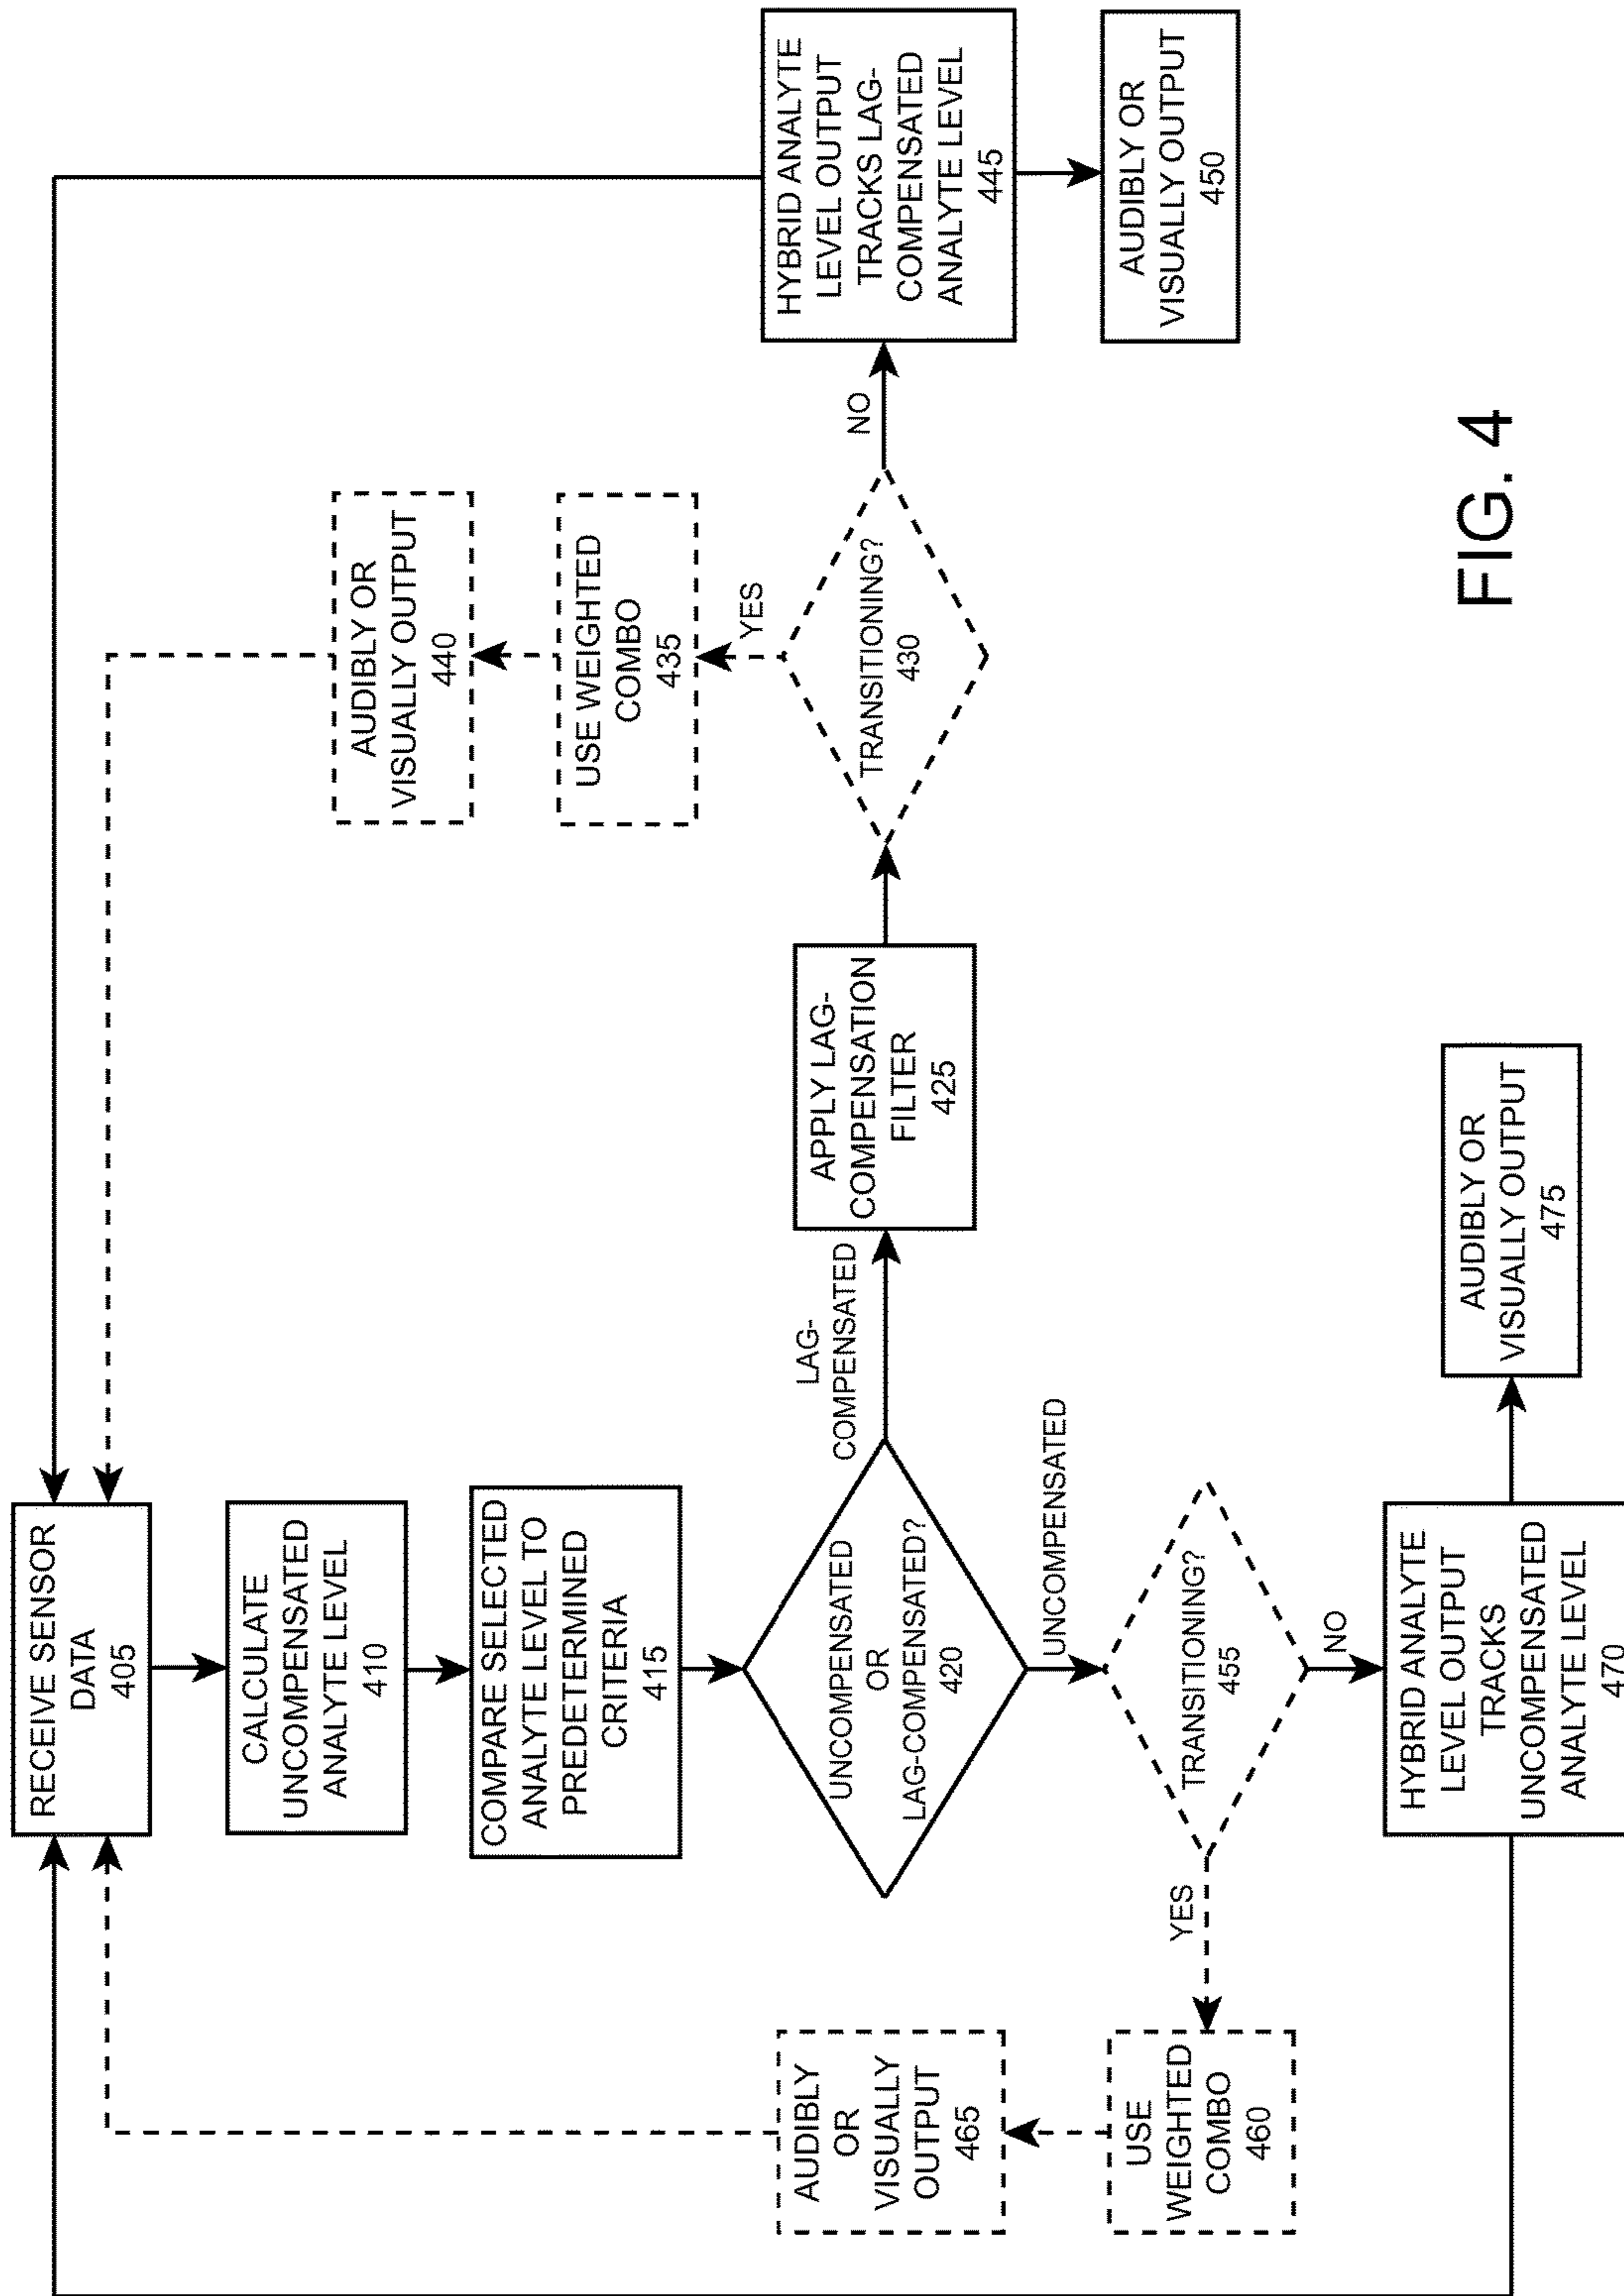 RECEIVE SENSOR
DATA
405
CALCULATE
UNCOMPENSATED
ANALYTE LEVEL
410
COMPARE SELECTED
ANALYTE LEVEL TO
PREDETERMINED
CRITERIA
415
UNCOMPENSATED
OR
LAG-COMPENSATED?
420
LAG-
COMPENSATED
APPLY LAG-
COMPENSATION
FILTER
425
TRANSITIONING?
430
YES
USE WEIGHTED
COMBO
435
AUDIBLY OR
VISUALLY OUTPUT
440
NO
HYBRID ANALYTE
LEVEL OUTPUT
TRACKS LAG-
COMPENSATED
ANALYTE LEVEL
445
AUDIBLY OR
VISUALLY OUTPUT
450
UNCOMPENSATED
TRANSITIONING?
455
YES
USE
WEIGHTED
COMBO
460
AUDIBLY
OR
VISUALLY
OUTPUT
465
NO
HYBRID ANALYTE
LEVEL OUTPUT
TRACKS
UNCOMPENSATED
ANALYTE LEVEL
470
AUDIBLY OR
VISUALLY OUTPUT
475
FIG. 4